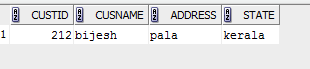 CUSTID CUSNAME ADDRESS STATE
1 212 bijesh pala kerala